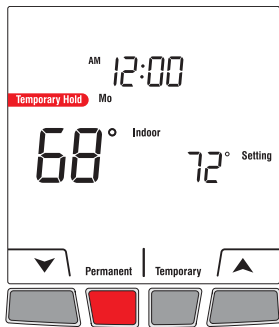 AM 12:00
Temporary Hold Mo
68° Indoor
72° Setting
Permanent Temporary